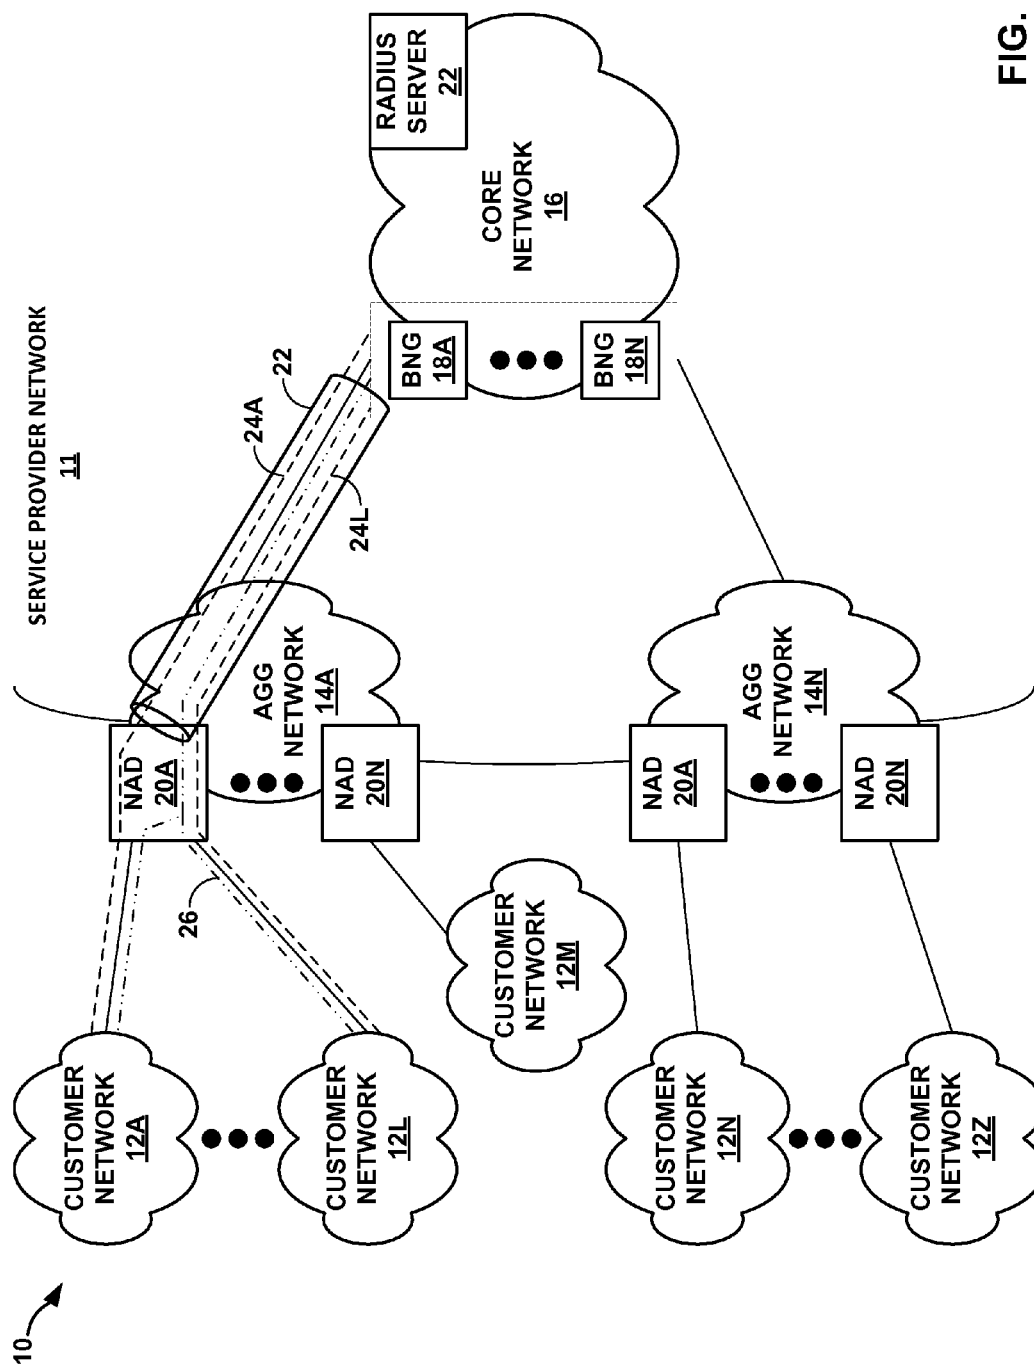 10
SERVICE PROVIDER NETWORK
11
CUSTOMER
NETWORK
12A
CUSTOMER
NETWORK
12L
CUSTOMER
NETWORK
12M
CUSTOMER
NETWORK
12N
CUSTOMER
NETWORK
12Z
26
NAD
20A
NAD
20N
AGG
NETWORK
14A
NAD
20A
NAD
20N
AGG
NETWORK
14N
24A
22
24L
BNG
18A
BNG
18N
CORE
NETWORK
16
RADIUS
SERVER
22
FIG.